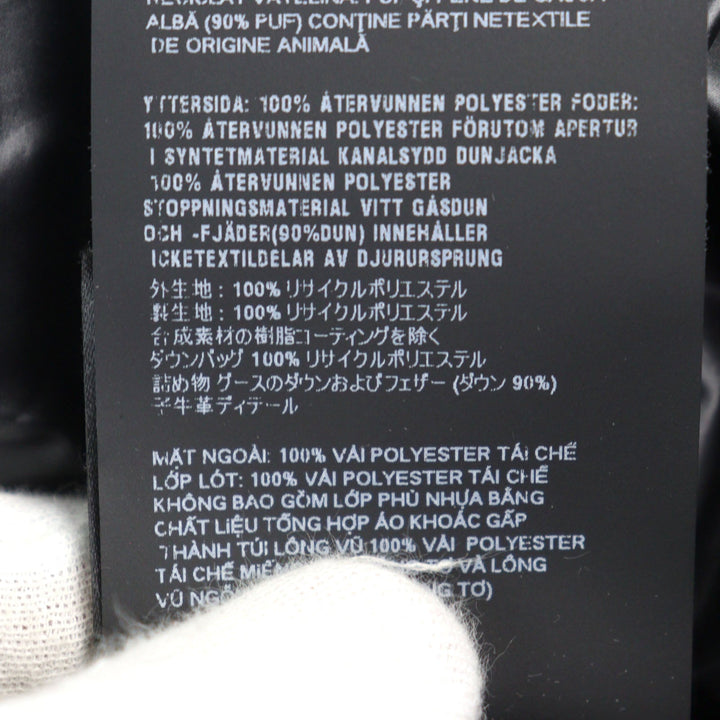 ALBĂ (90% PUF) CONȚINE PĂRȚI NETEXTILE
DE ORIGINE ANIMALĂ
YTTERSIDA: 100% ÅTERVUNNEN POLYESTER FODER:
100% ÅTERVUNNEN POLYESTER FÖRUTOM APERTUR
I SYNTETMATERIAL KANALSYDD DUNJACKA
100% ÅTERVUNNEN POLYESTER
STOPPNINGSMATERIAL VITT GÅSDUN
OCH -FJÄDER(90%DUN) INNEHÅLLER
ICKETEXTILDELAR AV DJURURSPRUNG
外生地：100% リサイクルポリエステル
裏生地：100% リサイクルポリエステル
合成素材の樹脂コーティングを除く
ダウンバッグ 100% リサイクルポリエステル
詰め物 グースのダウンおよびフェザー (ダウン 90%)
子牛革ディテール
MẶT NGOÀI: 100% VẢI POLYESTER TÁI CHẾ
LỚP LÓT: 100% VẢI POLYESTER TÁI CHẾ
KHÔNG BAO GỒM LỚP PHỦ NHỰA BẰNG
CHẤT LIỆU TỔNG HỢP ÁO KHOÁC GẤP
THÀNH TÚI LÔNG VŨ 100% VẢI POLYESTER
TÁI CHẾ VÀ LÔNG
VŨ TƠ)